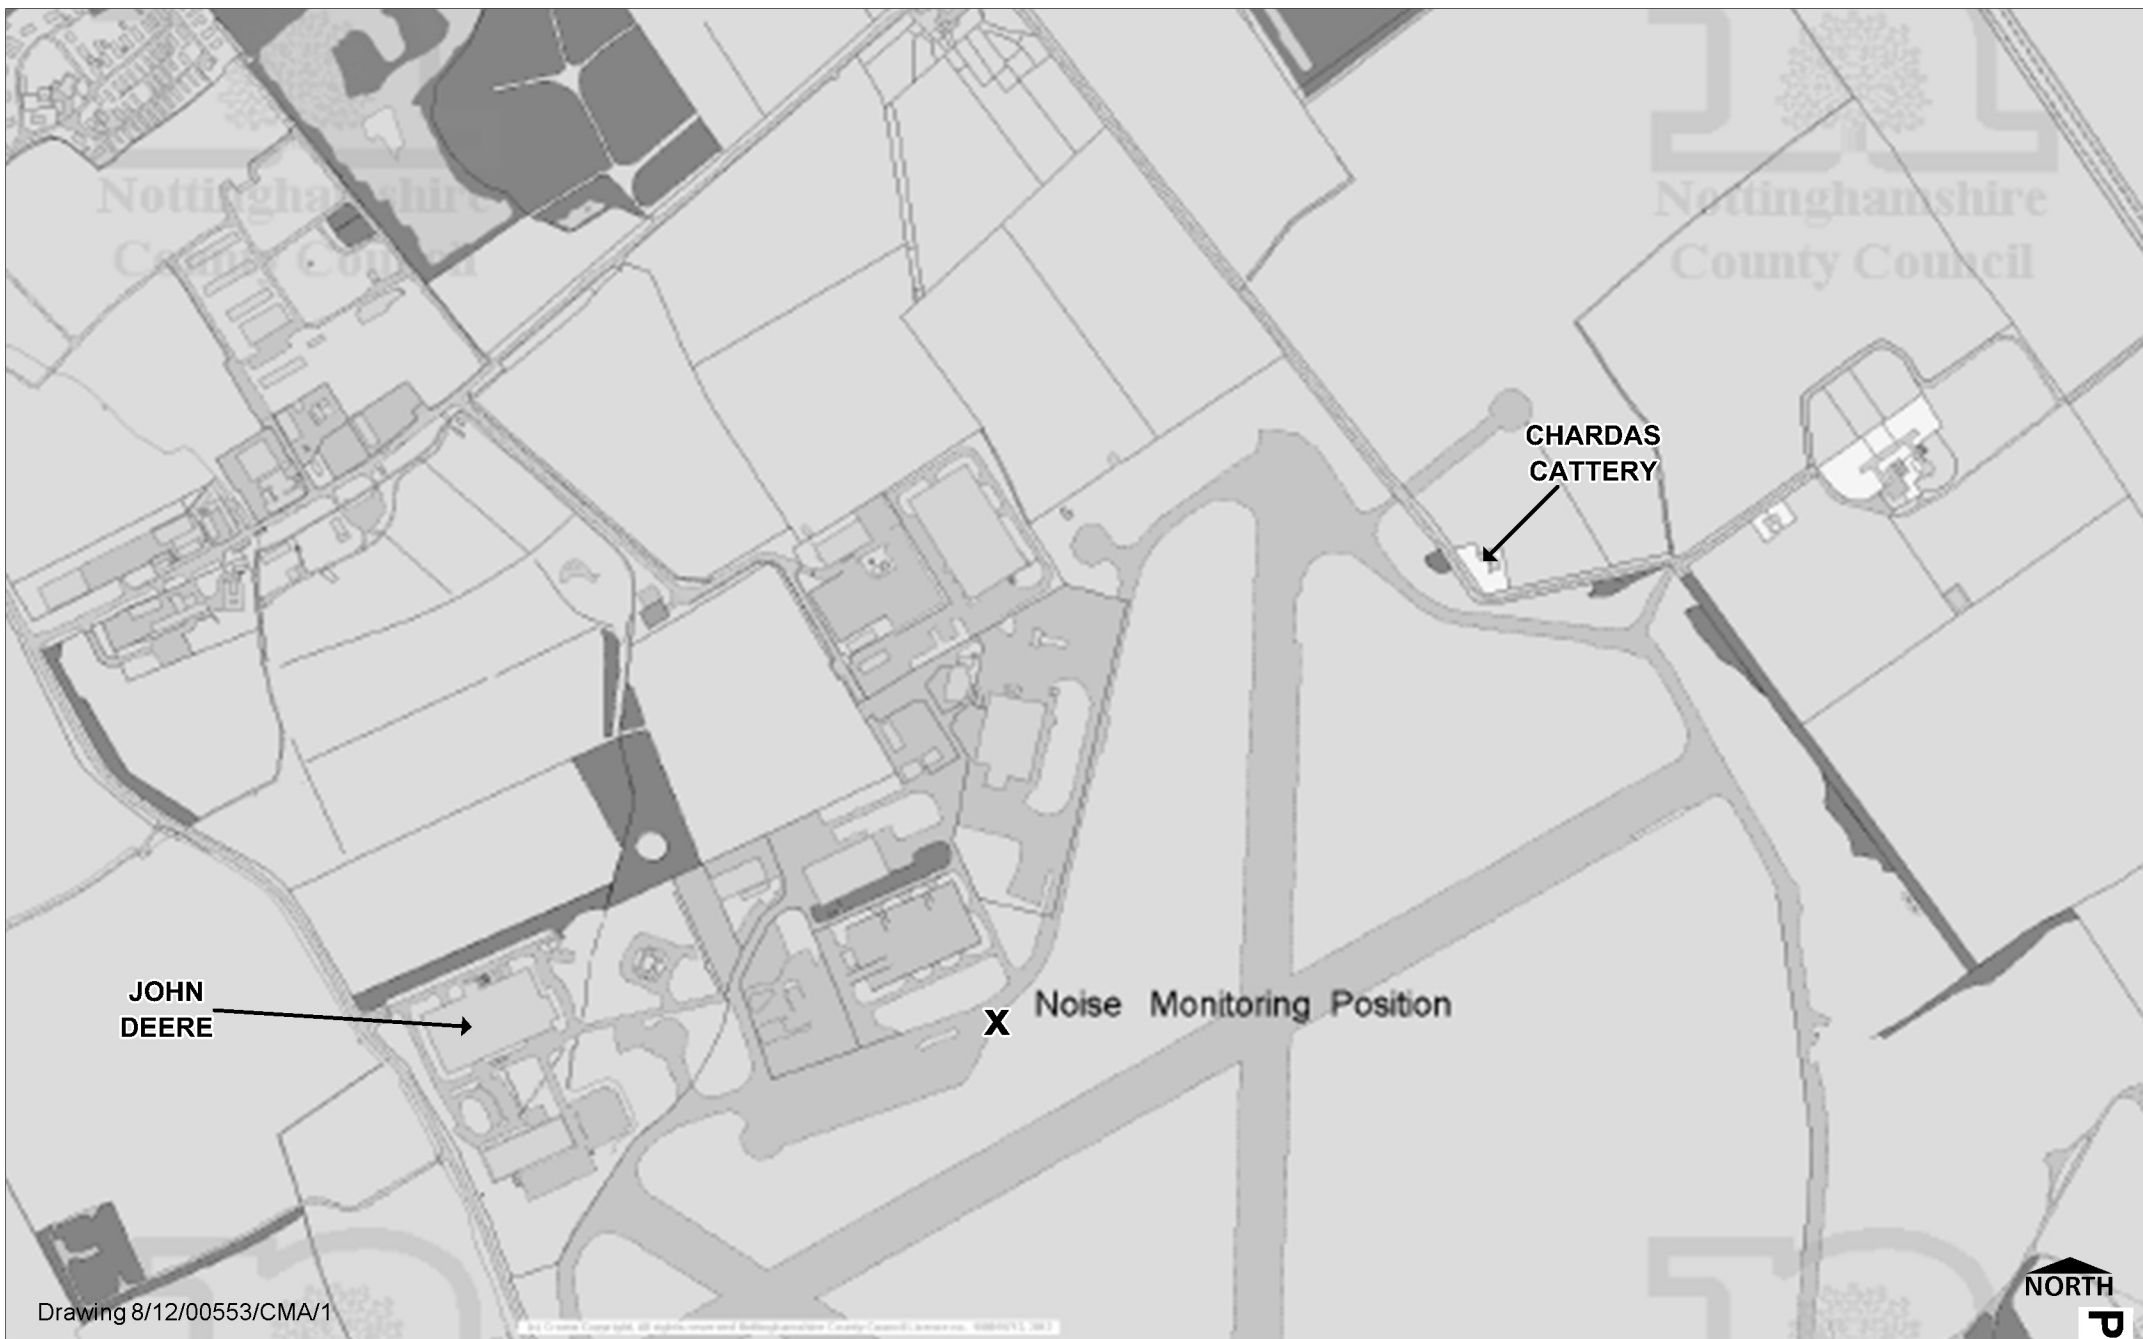 Nottinghamshire
County Council
Nottinghamshire
County Council
CHARDAS
CATTERY
JOHN
DEERE
X Noise Monitoring Position
Drawing 8/12/00553/CMA/1
NORTH
P